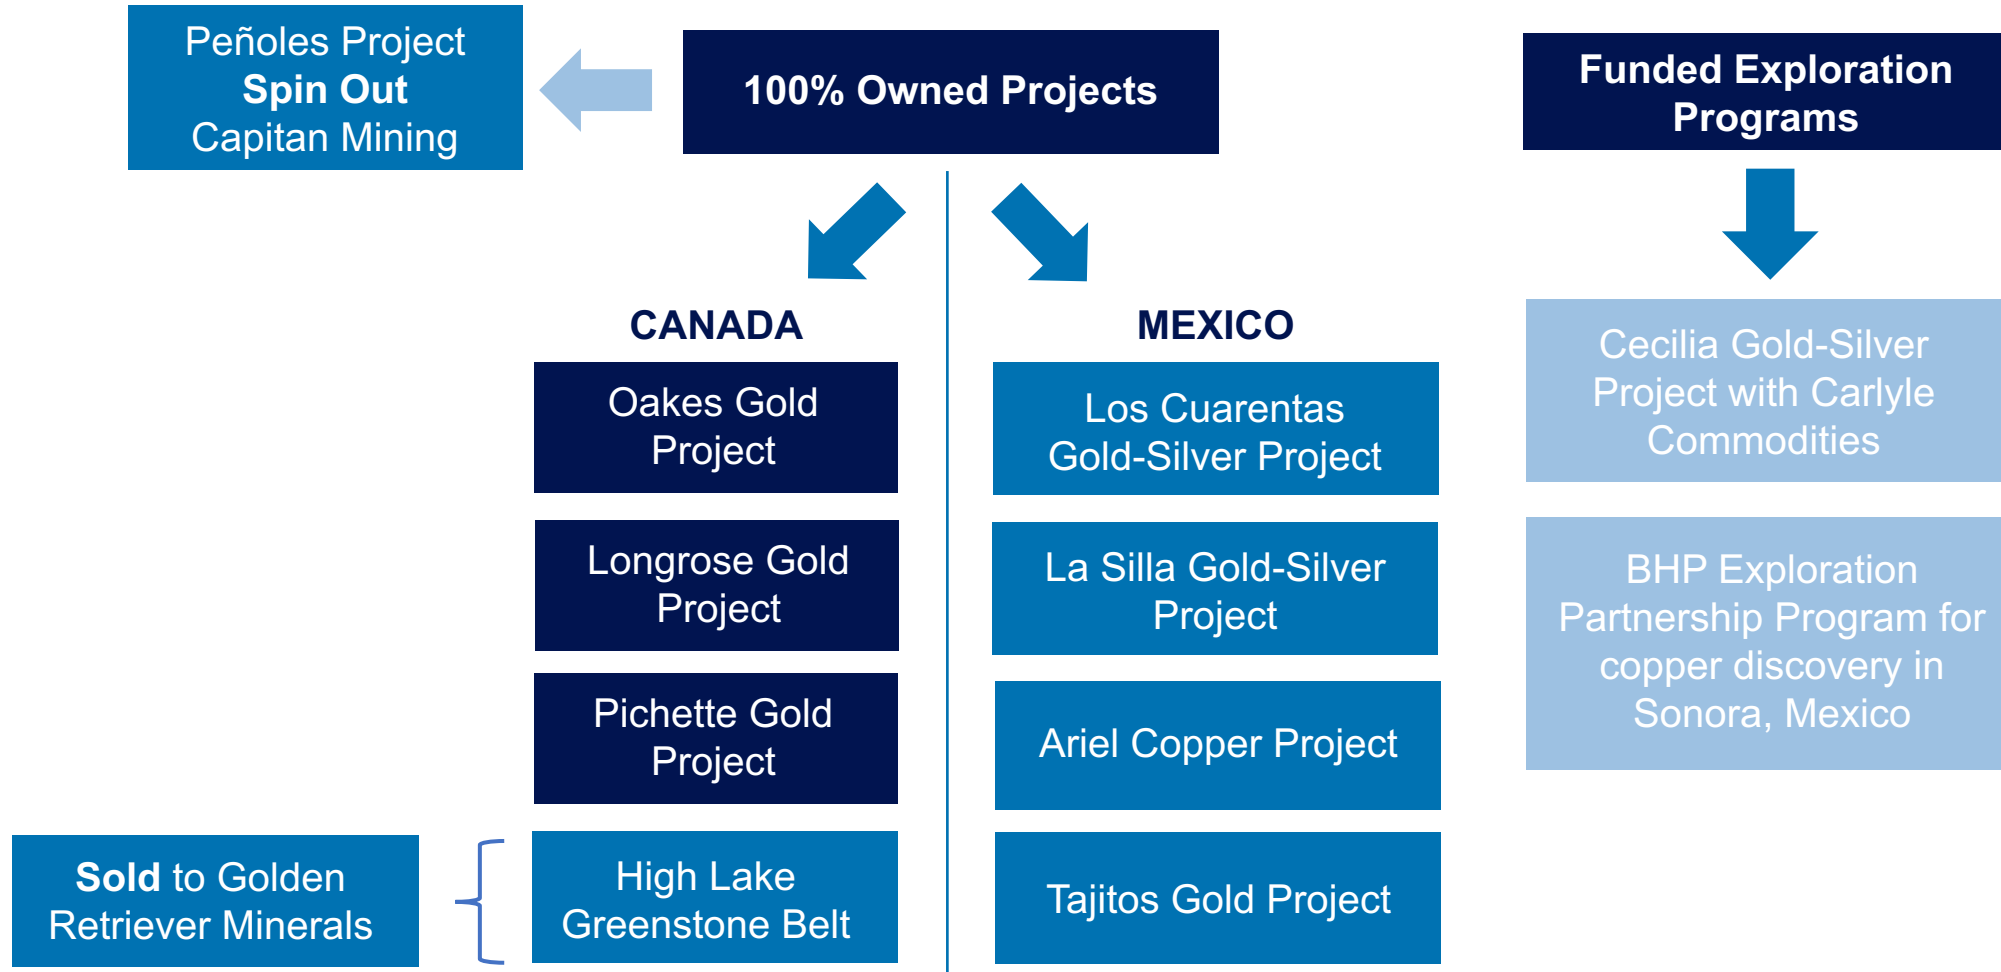 Peñoles Project
Spin Out
Capitan Mining
100% Owned Projects
Funded Exploration
Programs
CANADA
Oakes Gold
Project
Longrose Gold
Project
Pichette Gold
Project
High Lake
Greenstone Belt
Sold to Golden
Retriever Minerals
MEXICO
Los Cuarentas
Gold-Silver Project
La Silla Gold-Silver
Project
Ariel Copper Project
Tajitos Gold Project
Cecilia Gold-Silver
Project with Carlyle
Commodities
BHP Exploration
Partnership Program for
copper discovery in
Sonora, Mexico